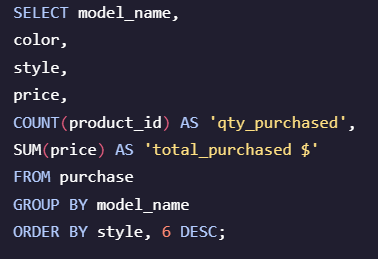 SELECT model_name,
color,
style,
price,
COUNT(product_id) AS 'qty_purchased',
SUM(price) AS 'total_purchased $'
FROM purchase
GROUP BY model_name
ORDER BY style, 6 DESC;